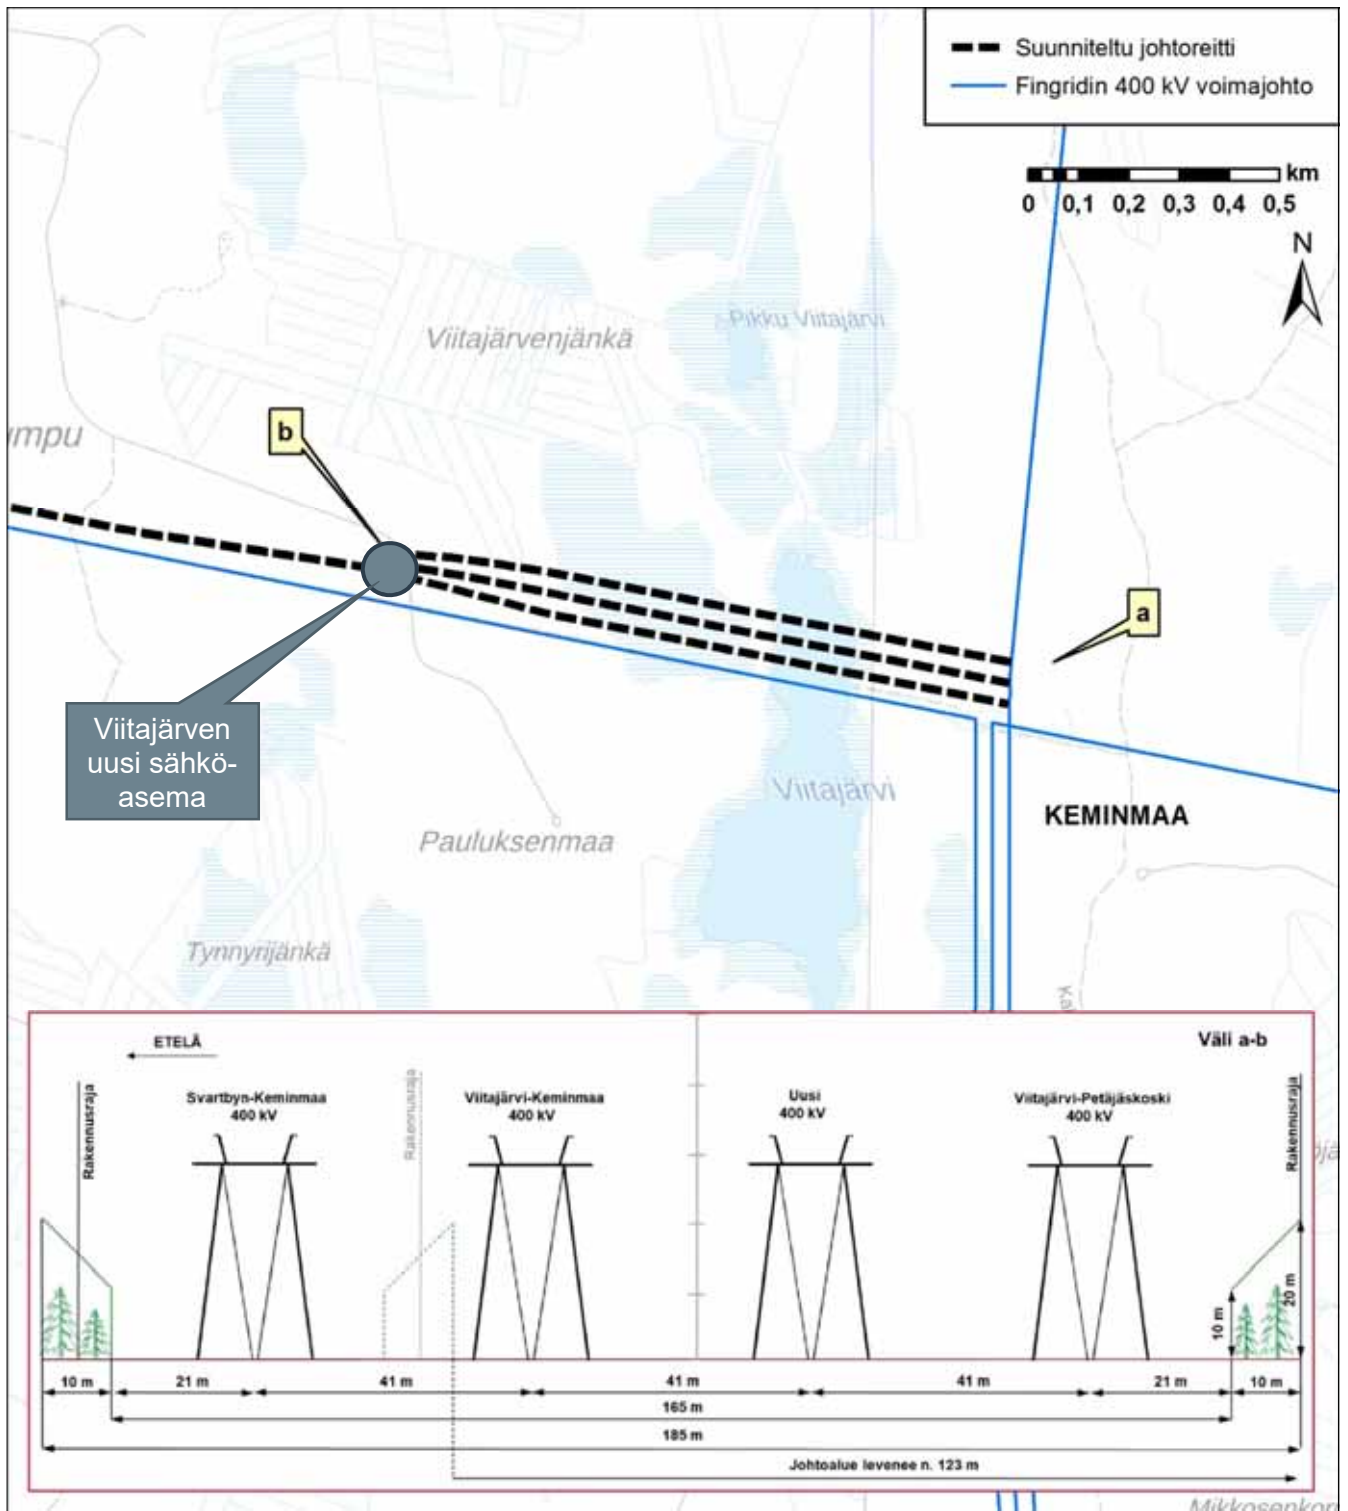 Suunniteltu johtoreitti
Fingridin 400 kV voimajohto
km
0 0,1 0,2 0,3 0,4 0,5
N
Viitajärvenjänkä
Pikku Viitajärvi
b
mpu
a
Viitajärven
uusi sähkö-
asema
Viitajärvi
KEMINMAA
Pauluksenmaa
Tynnyrijänkä
ETELÄ
Väli a-b
Rakennusraja
Svartbyn-Keminmaa
400 kV
Rakennusraja
Viitajärvi-Keminmaa
400 kV
Uusi
400 kV
Viitajärvi-Petäjäskoski
400 kV
Rakennusraja
10 m
20 m
10 m
21 m
41 m
41 m
41 m
21 m
10 m
165 m
185 m
Johtoalue levenee n. 123 m